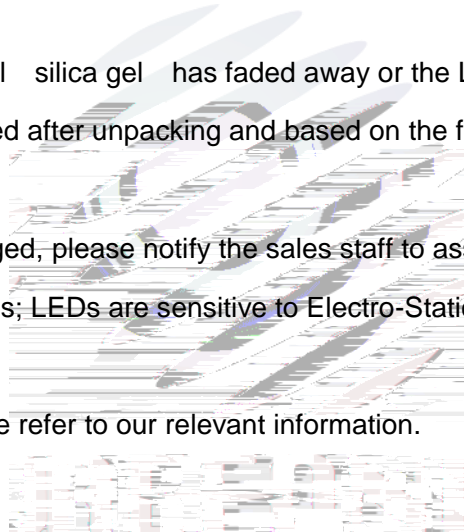 silica gel has faded away or the L
ed after unpacking and based on the f
ged, please notify the sales staff to as
s; LEDs are sensitive to Electro-Static
e refer to our relevant information.